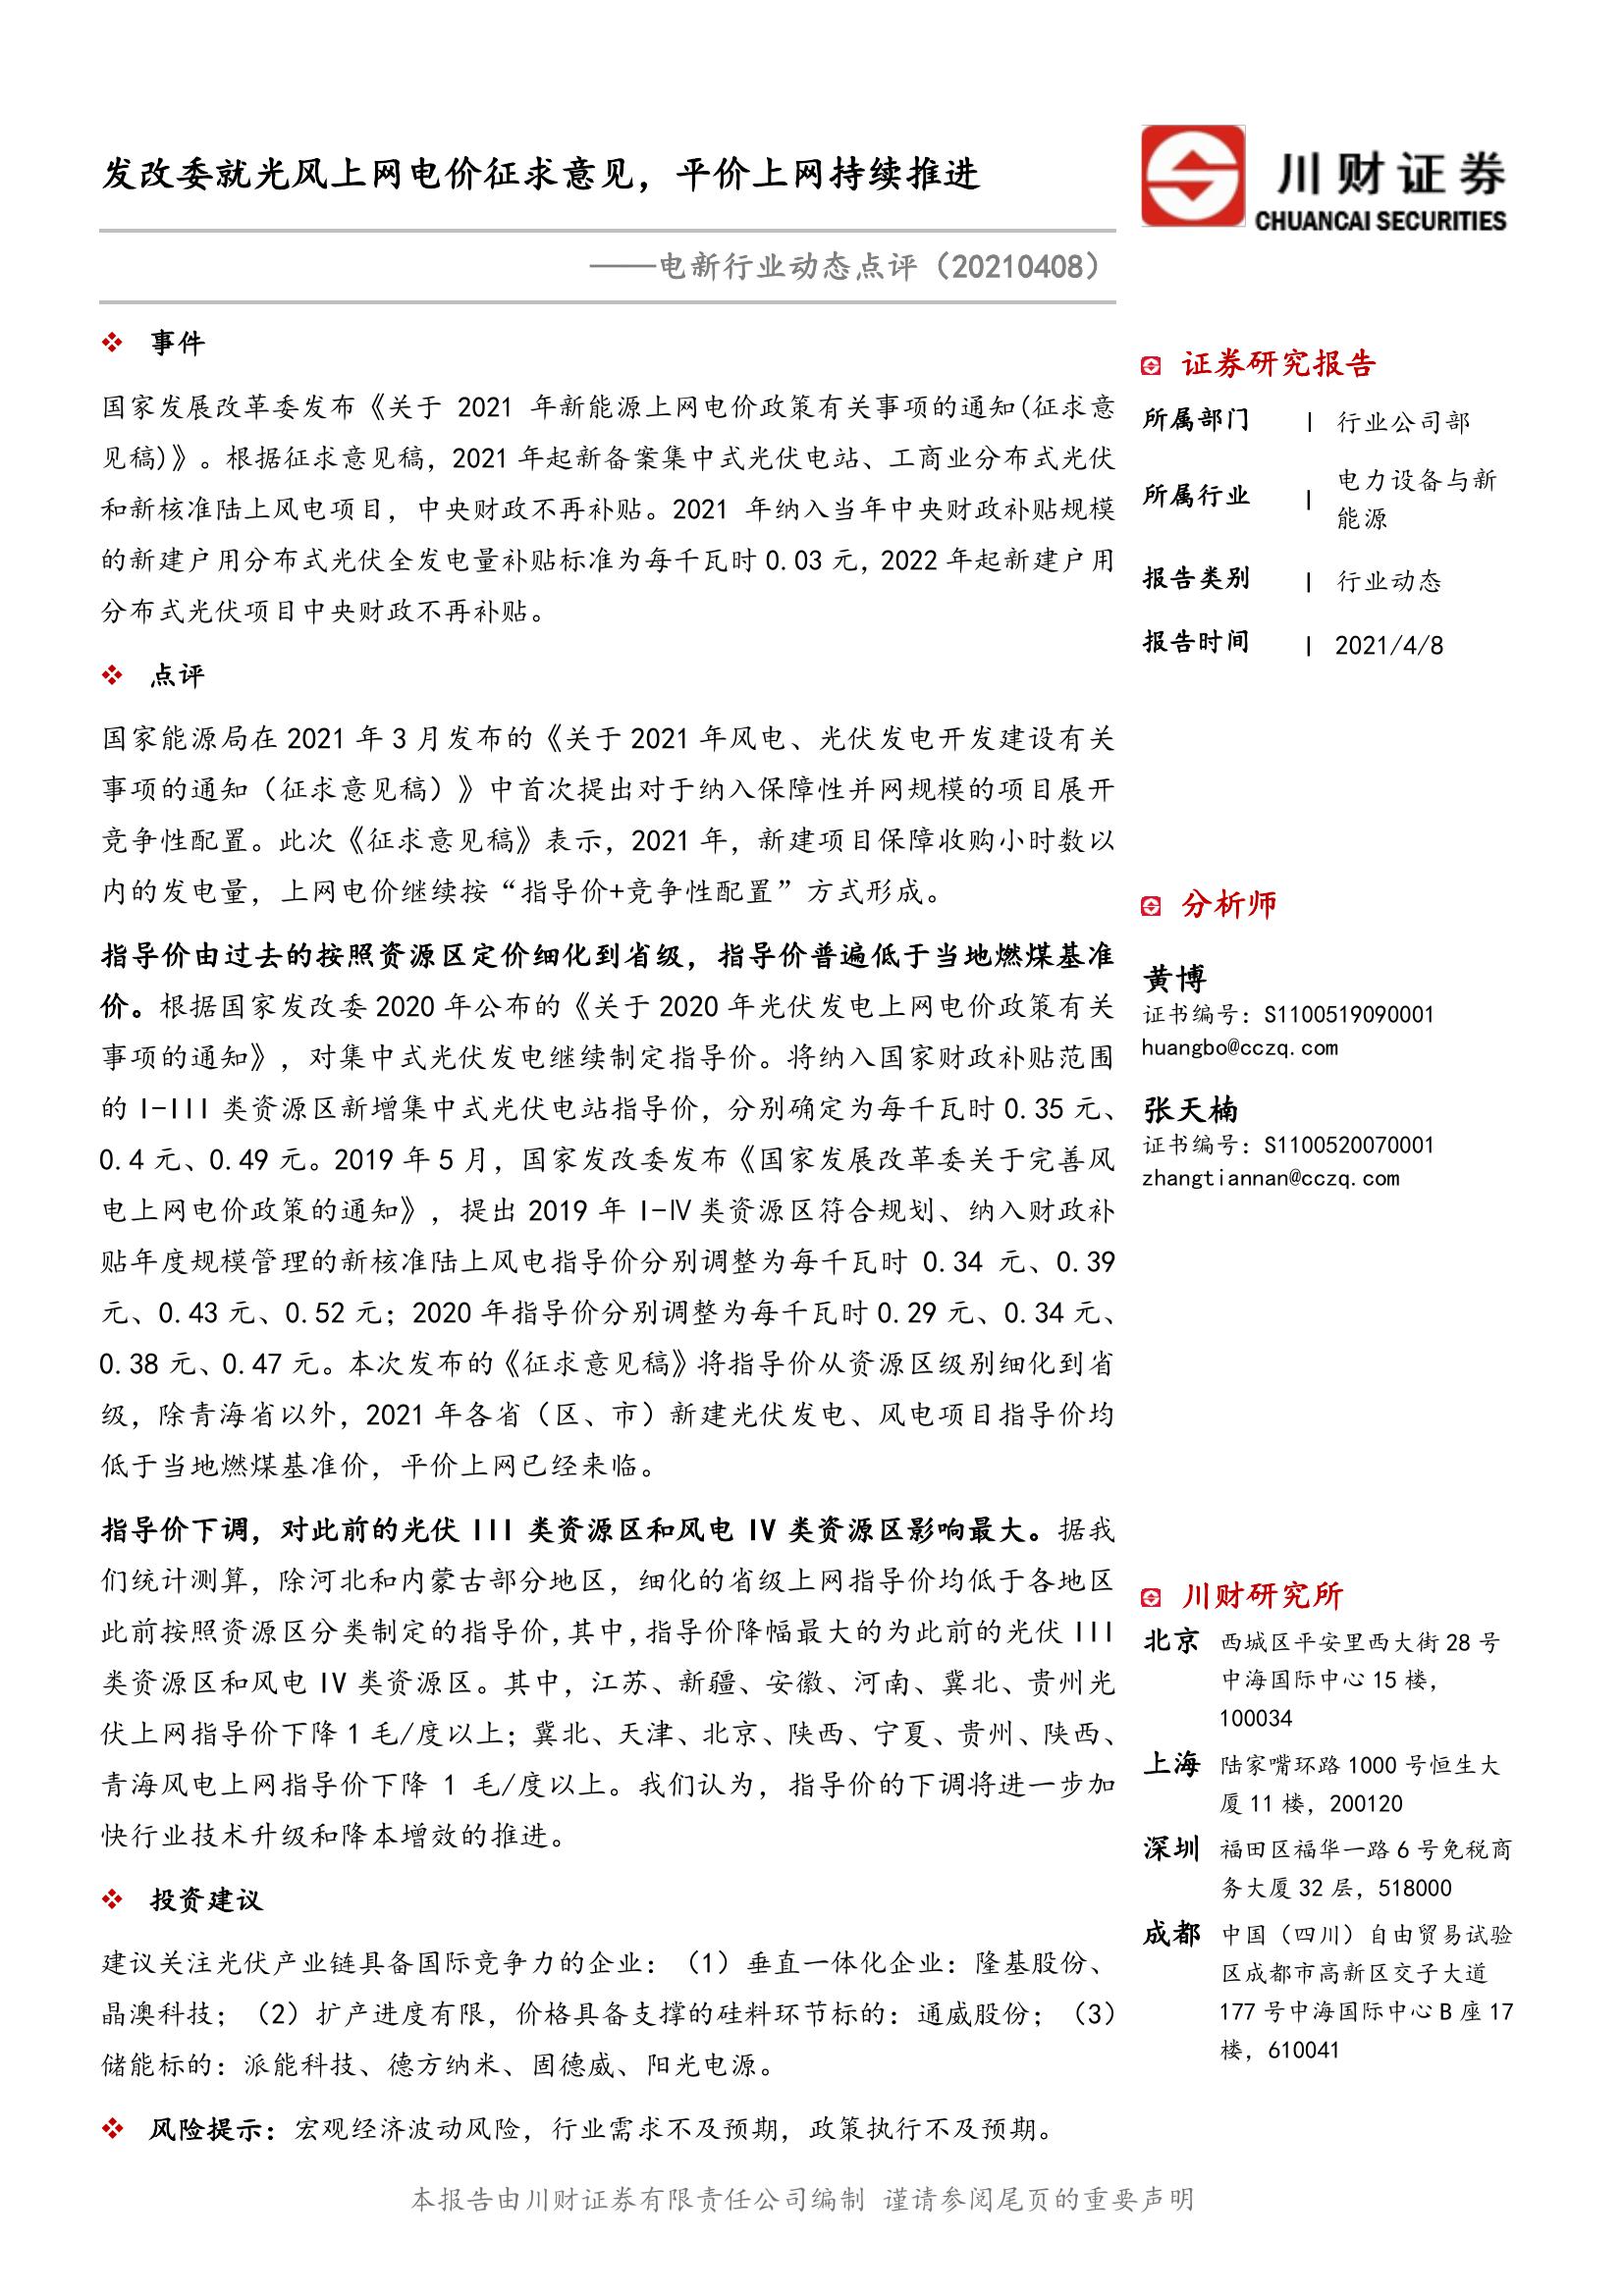 发改委就光风上网电价征求意见，平价上网持续推进
川财证券
CHUANCAI SECURITIES
——电新行业动态点评（20210408）
❖ 事件
国家发展改革委发布《关于 2021 年新能源上网电价政策有关事项的通知(征求意
见稿)》。根据征求意见稿，2021 年起新备案集中式光伏电站、工商业分布式光伏
和新核准陆上风电项目，中央财政不再补贴。2021 年纳入当年中央财政补贴规模
的新建户用分布式光伏全发电量补贴标准为每千瓦时 0.03 元，2022 年起新建户用
分布式光伏项目中央财政不再补贴。
❖ 点评
国家能源局在 2021 年 3 月发布的《关于 2021 年风电、光伏发电开发建设有关
事项的通知（征求意见稿）》中首次提出对于纳入保障性并网规模的项目展开
竞争性配置。此次《征求意见稿》表示，2021 年，新建项目保障收购小时数以
内的发电量，上网电价继续按“指导价+竞争性配置”方式形成。
指导价由过去的按照资源区定价细化到省级，指导价普遍低于当地燃煤基准
价。根据国家发改委 2020 年公布的《关于 2020 年光伏发电上网电价政策有关
事项的通知》，对集中式光伏发电继续制定指导价。将纳入国家财政补贴范围
的 I-III 类资源区新增集中式光伏电站指导价，分别确定为每千瓦时 0.35 元、
0.4 元、0.49 元。2019 年 5 月，国家发改委发布《国家发展改革委关于完善风
电上网电价政策的通知》，提出 2019 年 I-Ⅳ 类资源区符合规划、纳入财政补
贴年度规模管理的新核准陆上风电指导价分别调整为每千瓦时 0.34 元、0.39
元、0.43 元、0.52 元；2020 年指导价分别调整为每千瓦时 0.29 元、0.34 元、
0.38 元、0.47 元。本次发布的《征求意见稿》将指导价从资源区级别细化到省
级，除青海省以外，2021 年各省（区、市）新建光伏发电、风电项目指导价均
低于当地燃煤基准价，平价上网已经来临。
指导价下调，对此前的光伏 III 类资源区和风电 IV 类资源区影响最大。据我
们统计测算，除河北和内蒙古部分地区，细化的省级上网指导价均低于各地区
此前按照资源区分类制定的指导价，其中，指导价降幅最大的为此前的光伏 III
类资源区和风电 IV 类资源区。其中，江苏、新疆、安徽、河南、冀北、贵州光
伏上网指导价下降 1 毛/度以上；冀北、天津、北京、陕西、宁夏、贵州、陕西、
青海风电上网指导价下降 1 毛/度以上。我们认为，指导价的下调将进一步加
快行业技术升级和降本增效的推进。
❖ 投资建议
建议关注光伏产业链具备国际竞争力的企业：（1）垂直一体化企业：隆基股份、
晶澳科技；（2）扩产进度有限，价格具备支撑的硅料环节标的：通威股份；（3）
储能标的：派能科技、德方纳米、固德威、阳光电源。
❖ 风险提示：宏观经济波动风险，行业需求不及预期，政策执行不及预期。
证券研究报告
所属部门 | 行业公司部
所属行业 | 电力设备与新
能源
报告类别 | 行业动态
报告时间 | 2021/4/8
分析师
黄博
证书编号：S1100519090001
huangbo@cczq.com
张天楠
证书编号：S1100520070001
zhangtiannan@cczq.com
川财研究所
北京 西城区平安里西大街 28 号
中海国际中心 15 楼，
100034
上海 陆家嘴环路 1000 号恒生大
厦 11 楼，200120
深圳 福田区福华一路 6 号免税商
务大厦 32 层，518000
成都 中国（四川）自由贸易试验
区成都市高新区交子大道
177 号中海国际中心 B 座 17
楼，610041
本报告由川财证券有限责任公司编制 谨请参阅尾页的重要声明